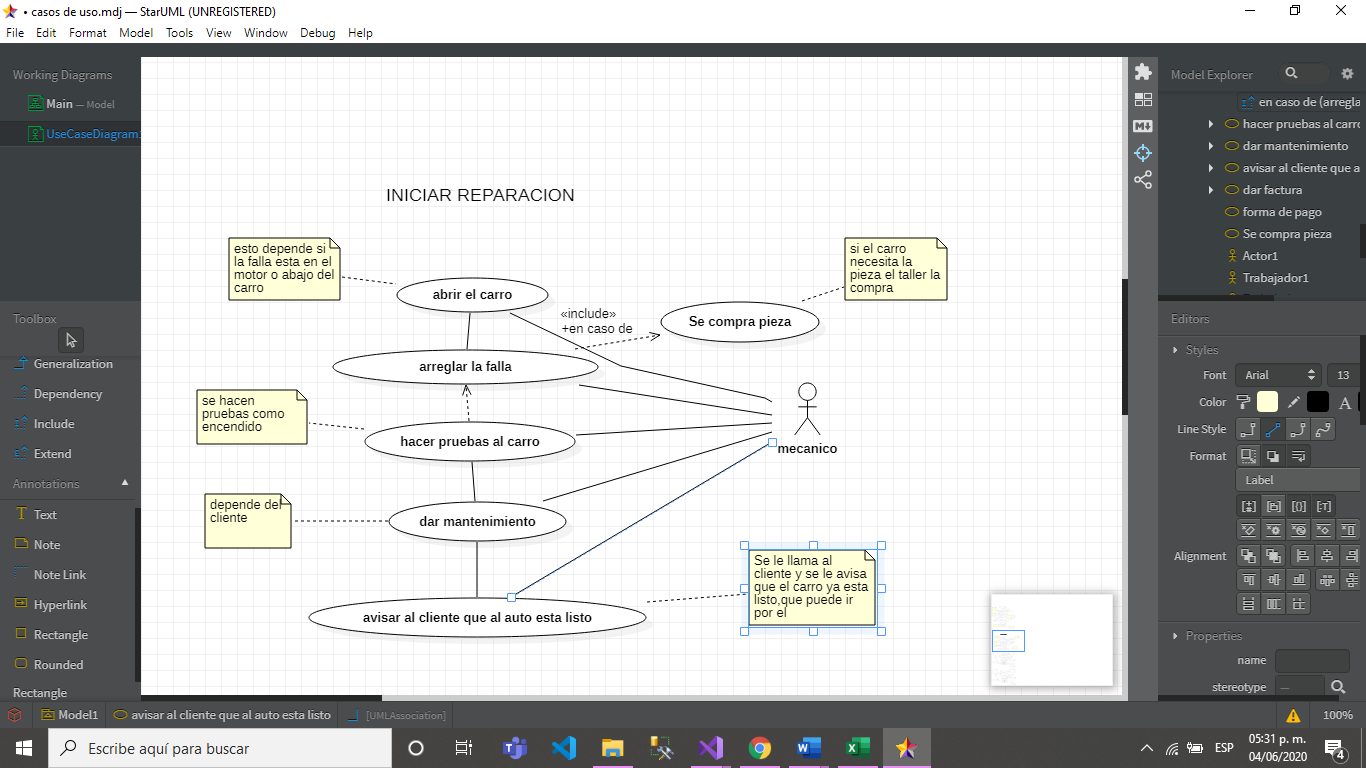 • casos de uso.mdj — StarUML (UNREGISTERED)
File Edit Format Model Tools View Window Debug Help
Working Diagrams
Main — Model
UseCaseDiagram1
Toolbox
Generalization
Dependency
Include
Extend
Annotations
Text
Note
Note Link
Hyperlink
Rectangle
Rounded
Rectangle
INICIAR REPARACION
esto depende si
la falla esta en el
motor o abajo del
carro
abrir el carro
«include»
+en caso de
Se compra pieza
si el carro
necesita la
pieza el taller la
compra
arreglar la falla
se hacen
pruebas como
encendido
hacer pruebas al carro
mecanico
depende del
cliente
dar mantenimiento
Se le llama al
cliente y se le avisa
que el carro ya esta
listo,que puede ir
por el
avisar al cliente que al auto esta listo
Model Explorer
en caso de (arregla
hacer pruebas al carro
dar mantenimiento
avisar al cliente que a
dar factura
forma de pago
Se compra pieza
Actor1
Trabajador1
Editors
Styles
Font Arial 13
Color A
Line Style
Format
Label
Alignment
Properties
name
stereotype —
Model1 avisar al cliente que al auto esta listo [UMLAssociation] 100%
Escribe aquí para buscar
ESP
05:31 p. m.
04/06/2020
4